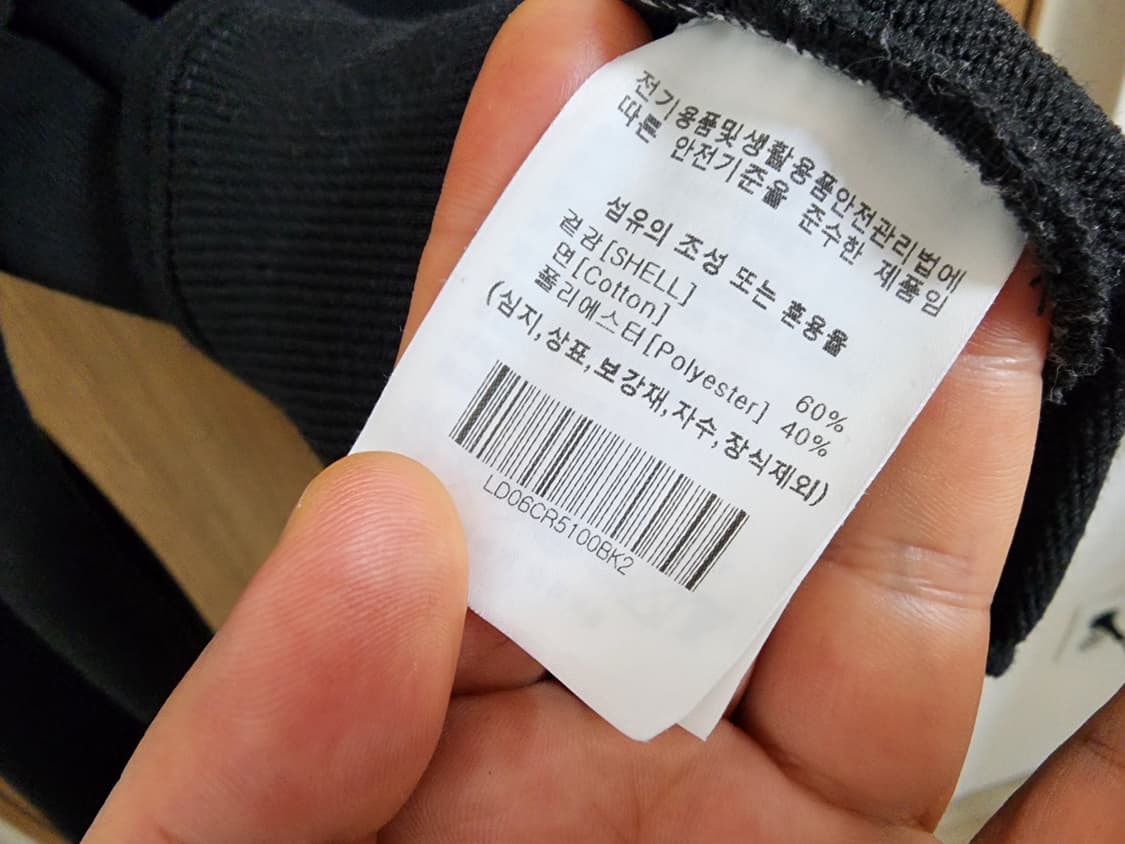 전기용품및생활용품안전관리법에
따른 안전기준을 준수한 제품임
섬유의 조성 또는 혼용율
겉감[SHELL]
면[Cotton] 60%
폴리에스터[Polyester] 40%
(심지,상표,보강재,자수,장식제외)
LD06CR5100BK2